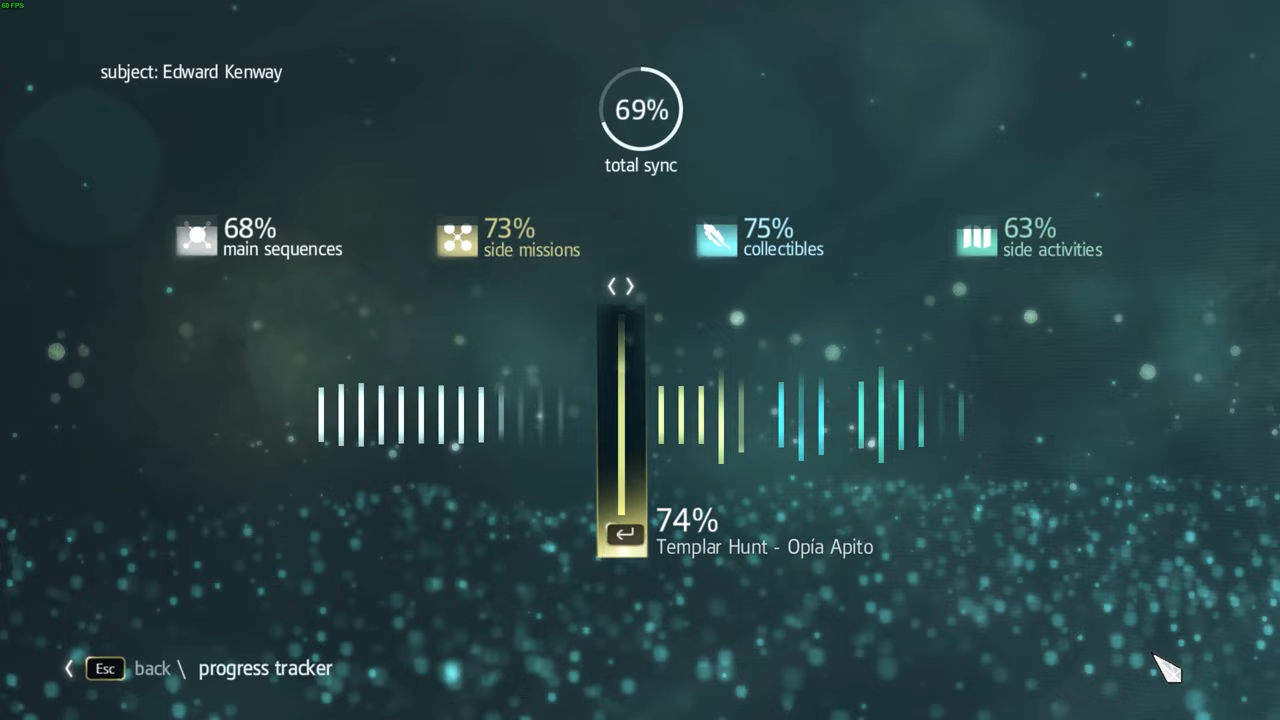 60 FPS
subject: Edward Kenway
69%
total sync
68%
main sequences
73%
side missions
75%
collectibles
63%
side activities
74%
Templar Hunt - Opía Apito
Esc back \ progress tracker